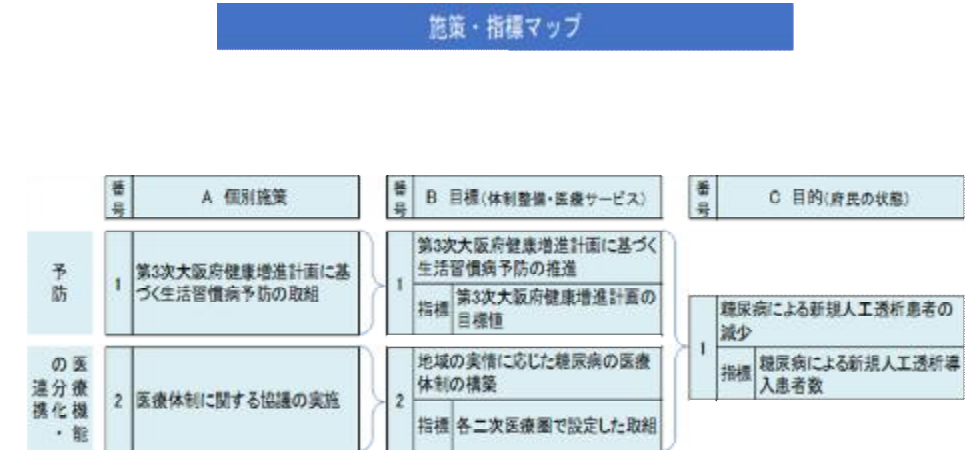 施策・指標マップ
番号
A 個別施策
番号
B 目標(体制整備・医療サービス)
番号
C 目的(府民の状態)
予防
1
第3次大阪府健康増進計画に基
づく生活習慣病予防の取組
1
第3次大阪府健康増進計画に基づく
生活習慣病予防の推進
指標
第3次大阪府健康増進計画の
目標値
医療機能
の分化・
連携
2
医療体制に関する協議の実施
2
地域の実情に応じた糖尿病の医療
体制の構築
指標
各二次医療圏で設定した取組
1
糖尿病による新規人工透析患者の
減少
指標
糖尿病による新規人工透析導
入患者数